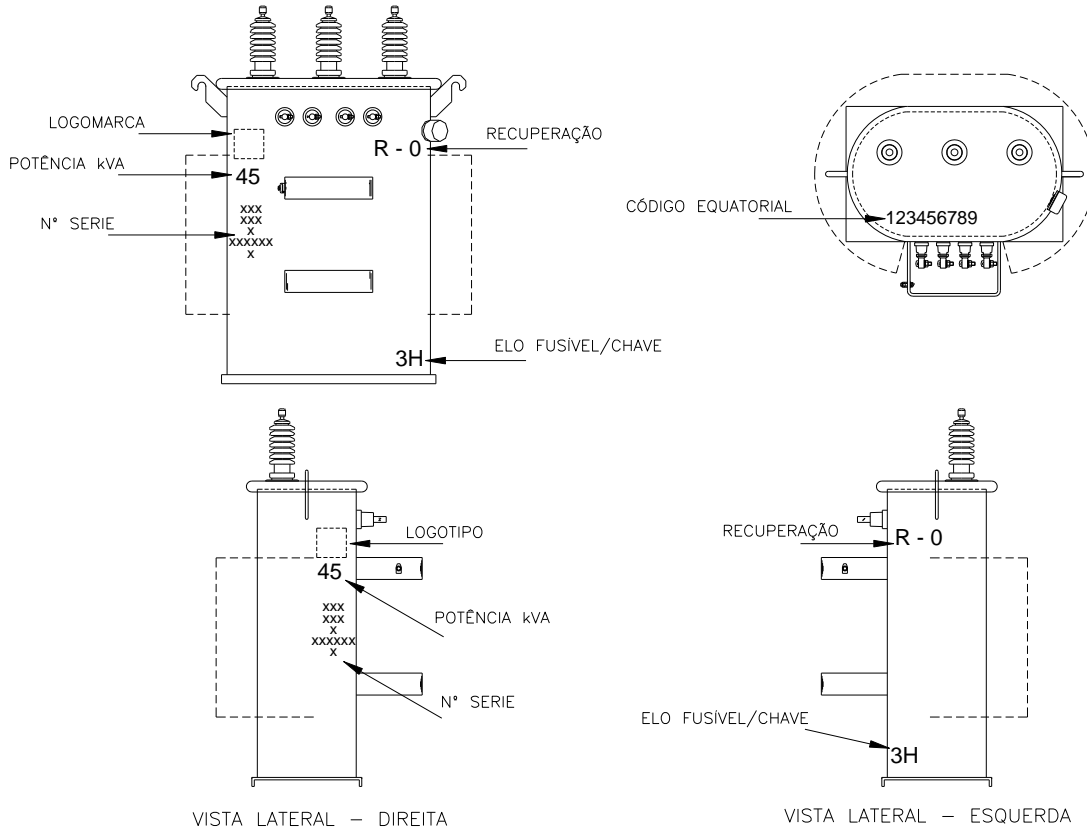 LOGOMARCA
RECUPERAÇÃO
R - 0
POTÊNCIA kVA
45
N° SERIE
xxx
xxx
x
xxxxxx
x
ELO FUSÍVEL/CHAVE
3H
CÓDIGO EQUATORIAL
123456789
LOGOTIPO
45
POTÊNCIA kVA
xxx
xxx
x
xxxxxx
x
N° SERIE
VISTA LATERAL – DIREITA
RECUPERAÇÃO
R - 0
ELO FUSÍVEL/CHAVE
3H
VISTA LATERAL – ESQUERDA